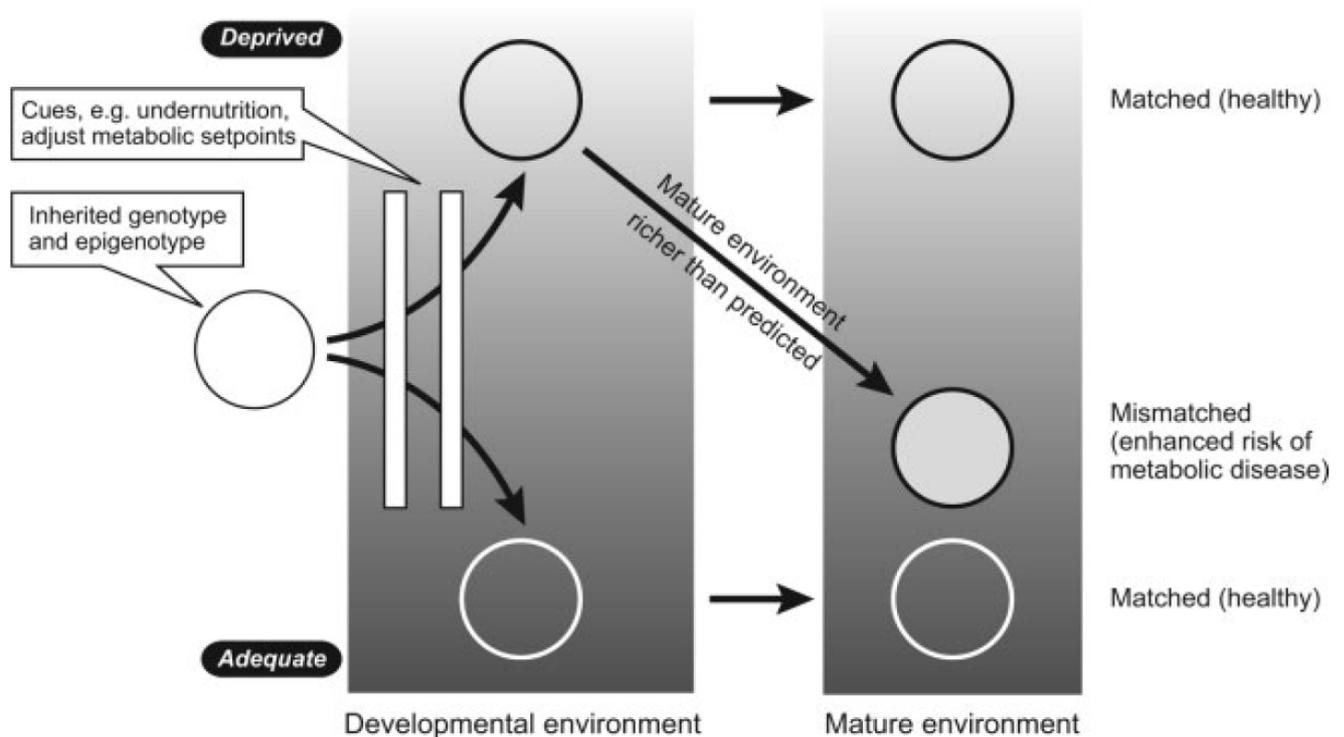 Deprived
Cues, e.g. undernutrition,
adjust metabolic setpoints
Inherited genotype
and epigenotype
Mature environment
richer than predicted
Matched (healthy)
Mismatched
(enhanced risk of
metabolic disease)
Matched (healthy)
Adequate
Developmental environment
Mature environment